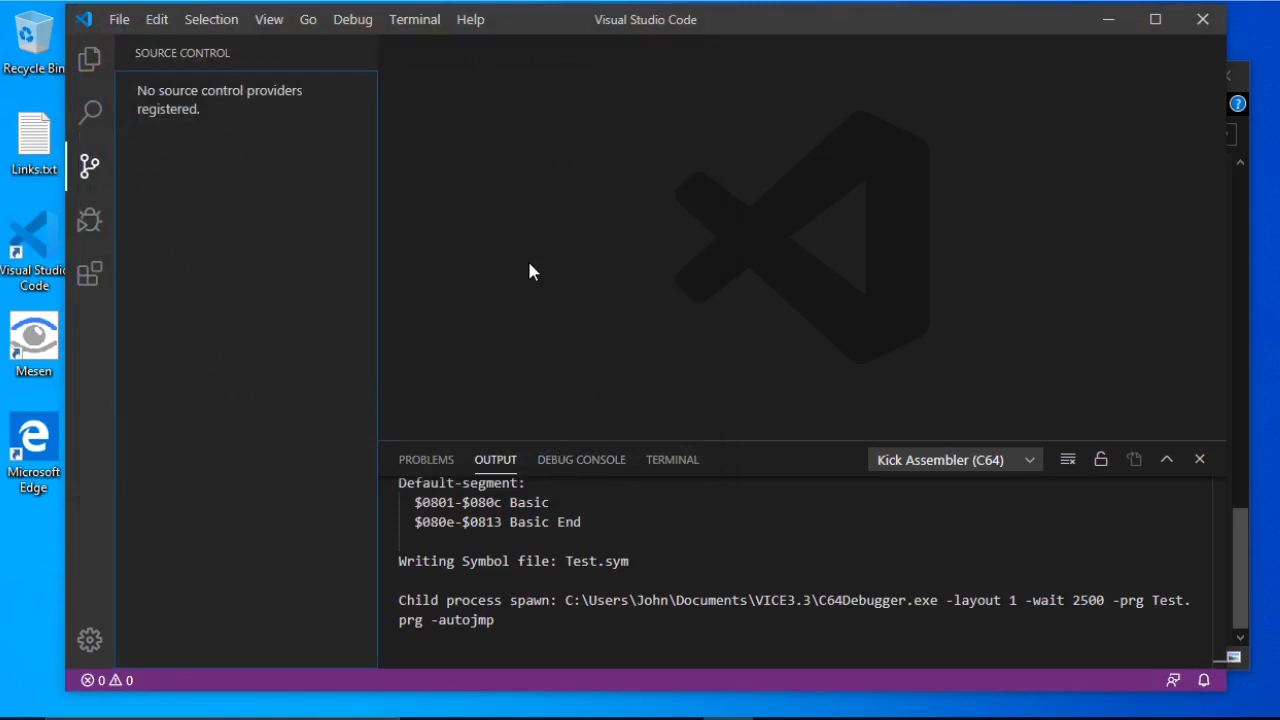 File Edit Selection View Go Debug Terminal Help Visual Studio Code
Recycle Bin
SOURCE CONTROL
No source control providers
registered.
Links.txt
Visual Studio
Code
Mesen
Microsoft
Edge
PROBLEMS OUTPUT DEBUG CONSOLE TERMINAL Kick Assembler (C64)
Default-segment:
$0801-$080c Basic
$080e-$0813 Basic End
Writing Symbol file: Test.sym
Child process spawn: C:\Users\John\Documents\VICE3.3\C64Debugger.exe -layout 1 -wait 2500 -prg Test.
prg -autojmp
0 0